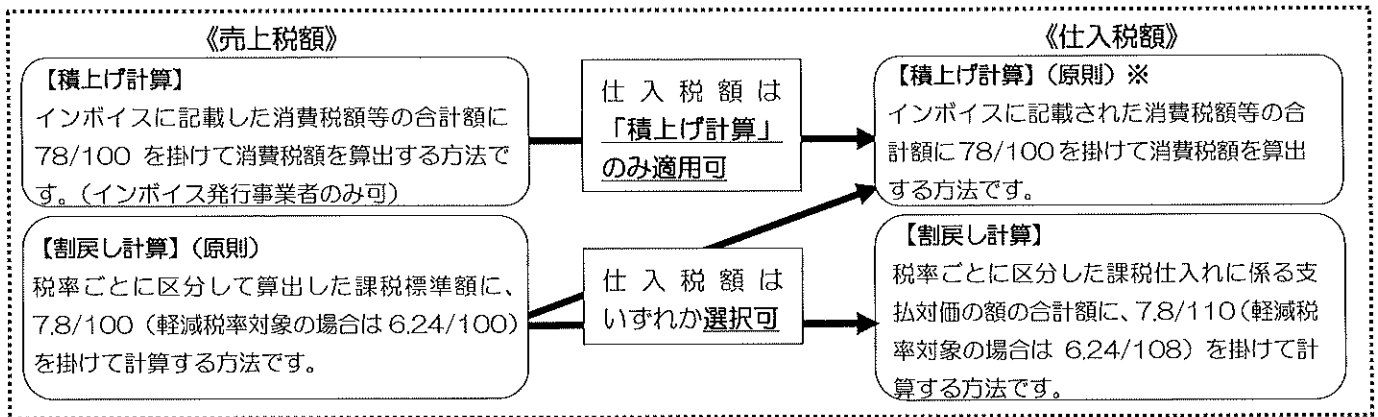 《売上税額》
【積上げ計算】
インボイスに記載した消費税額等の合計額に
78/100 を掛けて消費税額を算出する方法で
す。(インボイス発行事業者のみ可)
【割戻し計算】(原則)
税率ごとに区分して算出した課税標準額に、
7.8/100(軽減税率対象の場合は 6.24/100)
を掛けて計算する方法です。
仕入税額は
「積上げ計算」
のみ適用可
仕入税額は
いずれか選択可
《仕入税額》
【積上げ計算】(原則)※
インボイスに記載された消費税額等の合
計額に 78/100 を掛けて消費税額を算出
する方法です。
【割戻し計算】
税率ごとに区分した課税仕入れに係る支
払対価の額の合計額に、7.8/110(軽減税
率対象の場合は 6.24/108)を掛けて計
算する方法です。